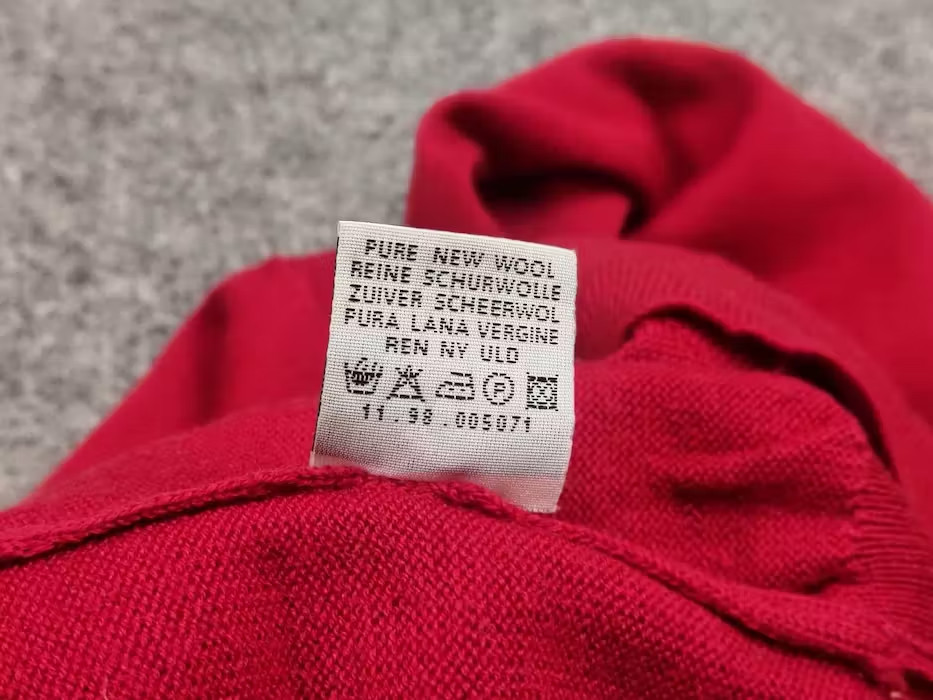 PURE NEW WOOL
REINE SCHURWOLLE
ZUIVER SCHEERWOL
PURA LANA VERGINE
REN NY ULD
P
11.98.005071